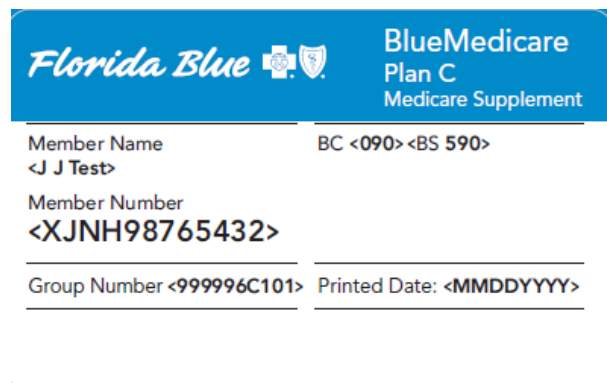 Florida Blue
BlueMedicare
Plan C
Medicare Supplement
Member Name
<J J Test>
BC <090> <BS 590>
Member Number
<XJNH98765432>
Group Number <999996C101>
Printed Date: <MMDDYYYY>